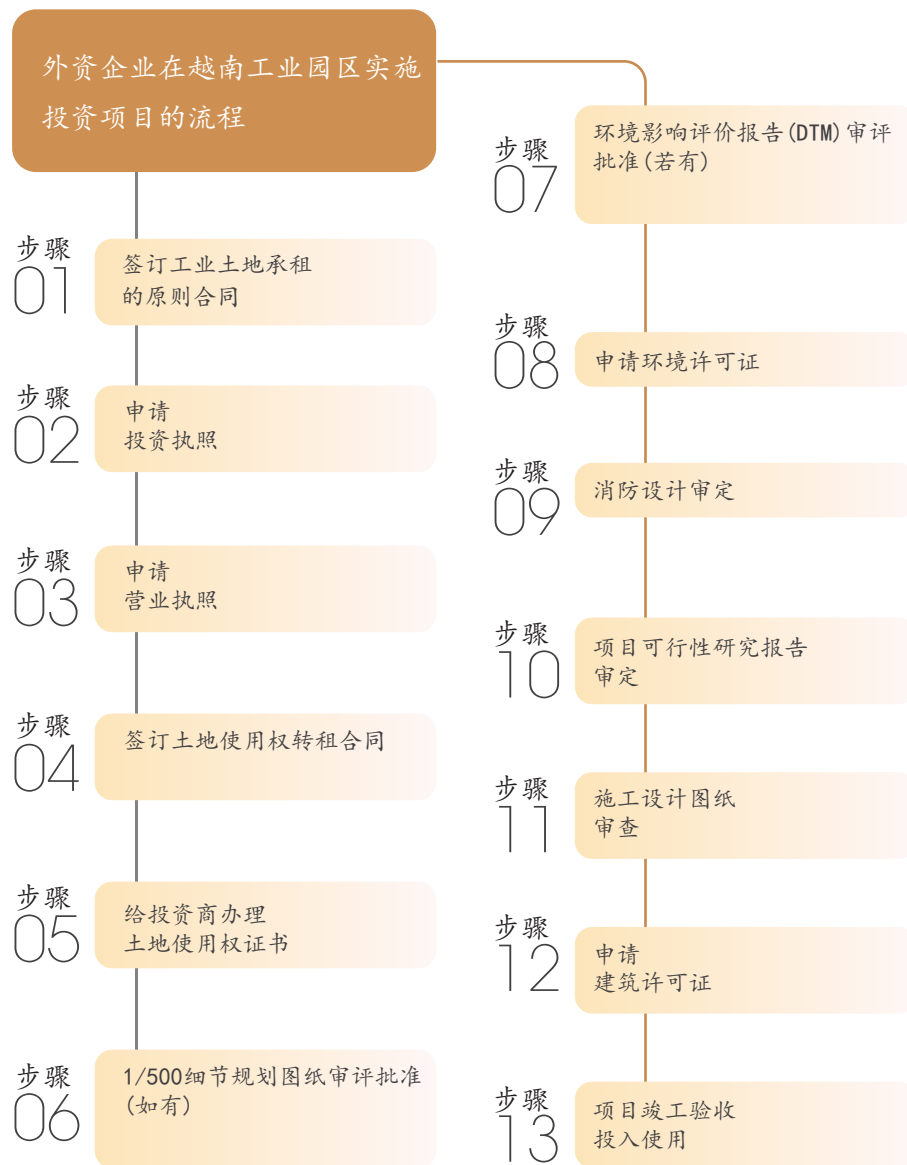 外资企业在越南工业园区实施
投资项目的流程
步骤
01
签订工业土地承租
的原则合同
步骤
02
申请
投资执照
步骤
03
申请
营业执照
步骤
04
签订土地使用权转租合同
步骤
05
给投资商办理
土地使用权证书
步骤
06
1/500细节规划图纸审评批准
(如有)
步骤
07
环境影响评价报告(DTM)审评
批准(若有)
步骤
08
申请环境许可证
步骤
09
消防设计审定
步骤
10
项目可行性研究报告
审定
步骤
11
施工设计图纸
审查
步骤
12
申请
建筑许可证
步骤
13
项目竣工验收
投入使用